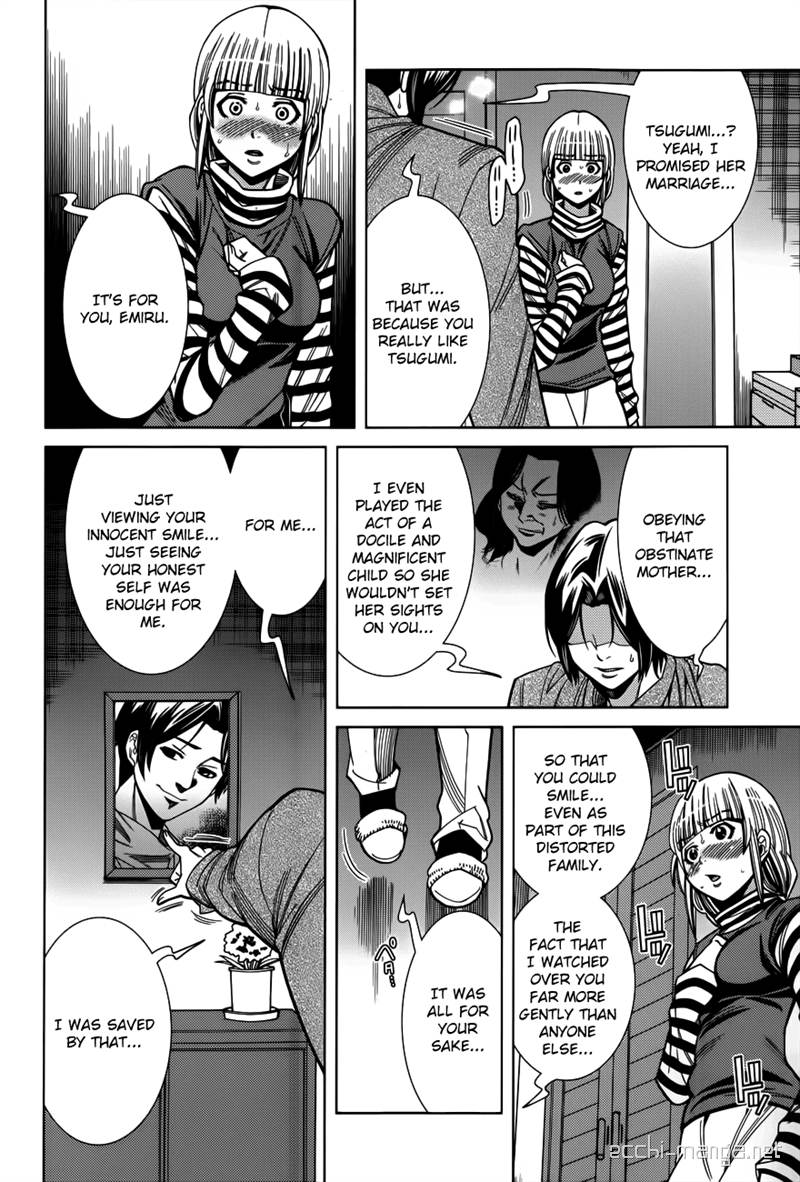 TSUGUMI...?
YEAH, I
PROMISED HER
MARRIAGE...
BUT...
THAT WAS
BECAUSE YOU
REALLY LIKE
TSUGUMI.
IT'S FOR
YOU, EMIRU.
OBEYING
THAT
OBSTINATE
MOTHER...
I EVEN
PLAYED THE
ACT OF A
DOCILE AND
MAGNIFICENT
CHILD SO SHE
WOULDN'T SET
HER SIGHTS
ON YOU...
SO THAT
YOU COULD
SMILE...
EVEN AS
PART OF THIS
DISTORTED
FAMILY.
THE
FACT THAT
I WATCHED
OVER YOU
FAR MORE
GENTLY THAN
ANYONE
ELSE...
IT WAS
ALL FOR
YOUR
SAKE...
FOR ME...
JUST
VIEWING YOUR
INNOCENT SMILE...
JUST SEEING
YOUR HONEST
SELF WAS
ENOUGH FOR
ME.
I WAS SAVED
BY THAT...
ecchi-manga.net